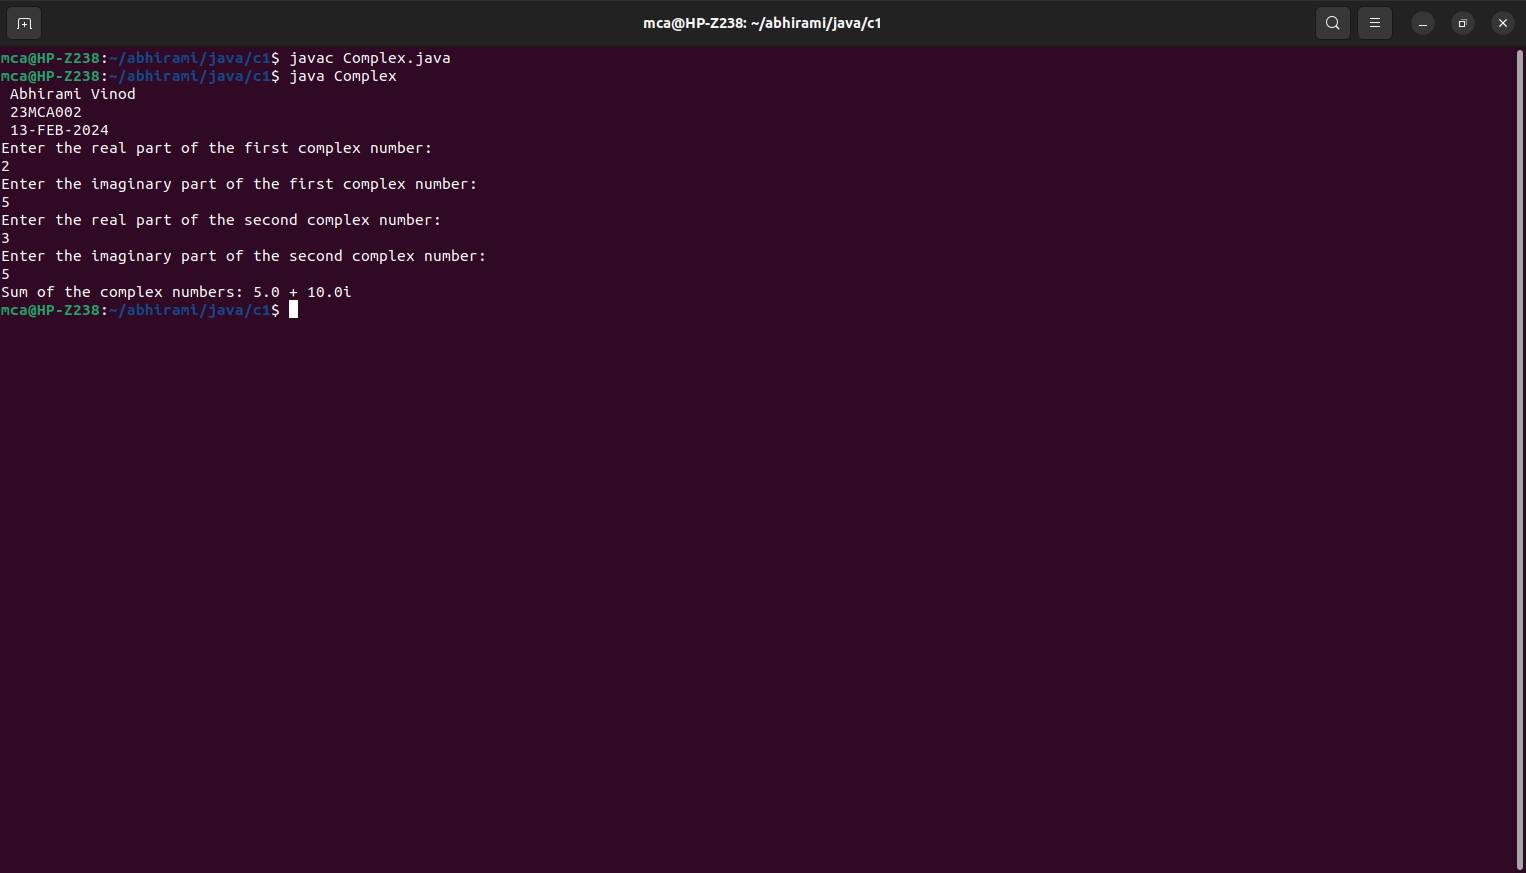 mca@HP-Z238: ~/abhirami/java/c1
mca@HP-Z238:~/abhirami/java/c1$ javac Complex.java
mca@HP-Z238:~/abhirami/java/c1$ java Complex
 Abhirami Vinod
 23MCA002
 13-FEB-2024
Enter the real part of the first complex number:
2
Enter the imaginary part of the first complex number:
5
Enter the real part of the second complex number:
3
Enter the imaginary part of the second complex number:
5
Sum of the complex numbers: 5.0 + 10.0i
mca@HP-Z238:~/abhirami/java/c1$